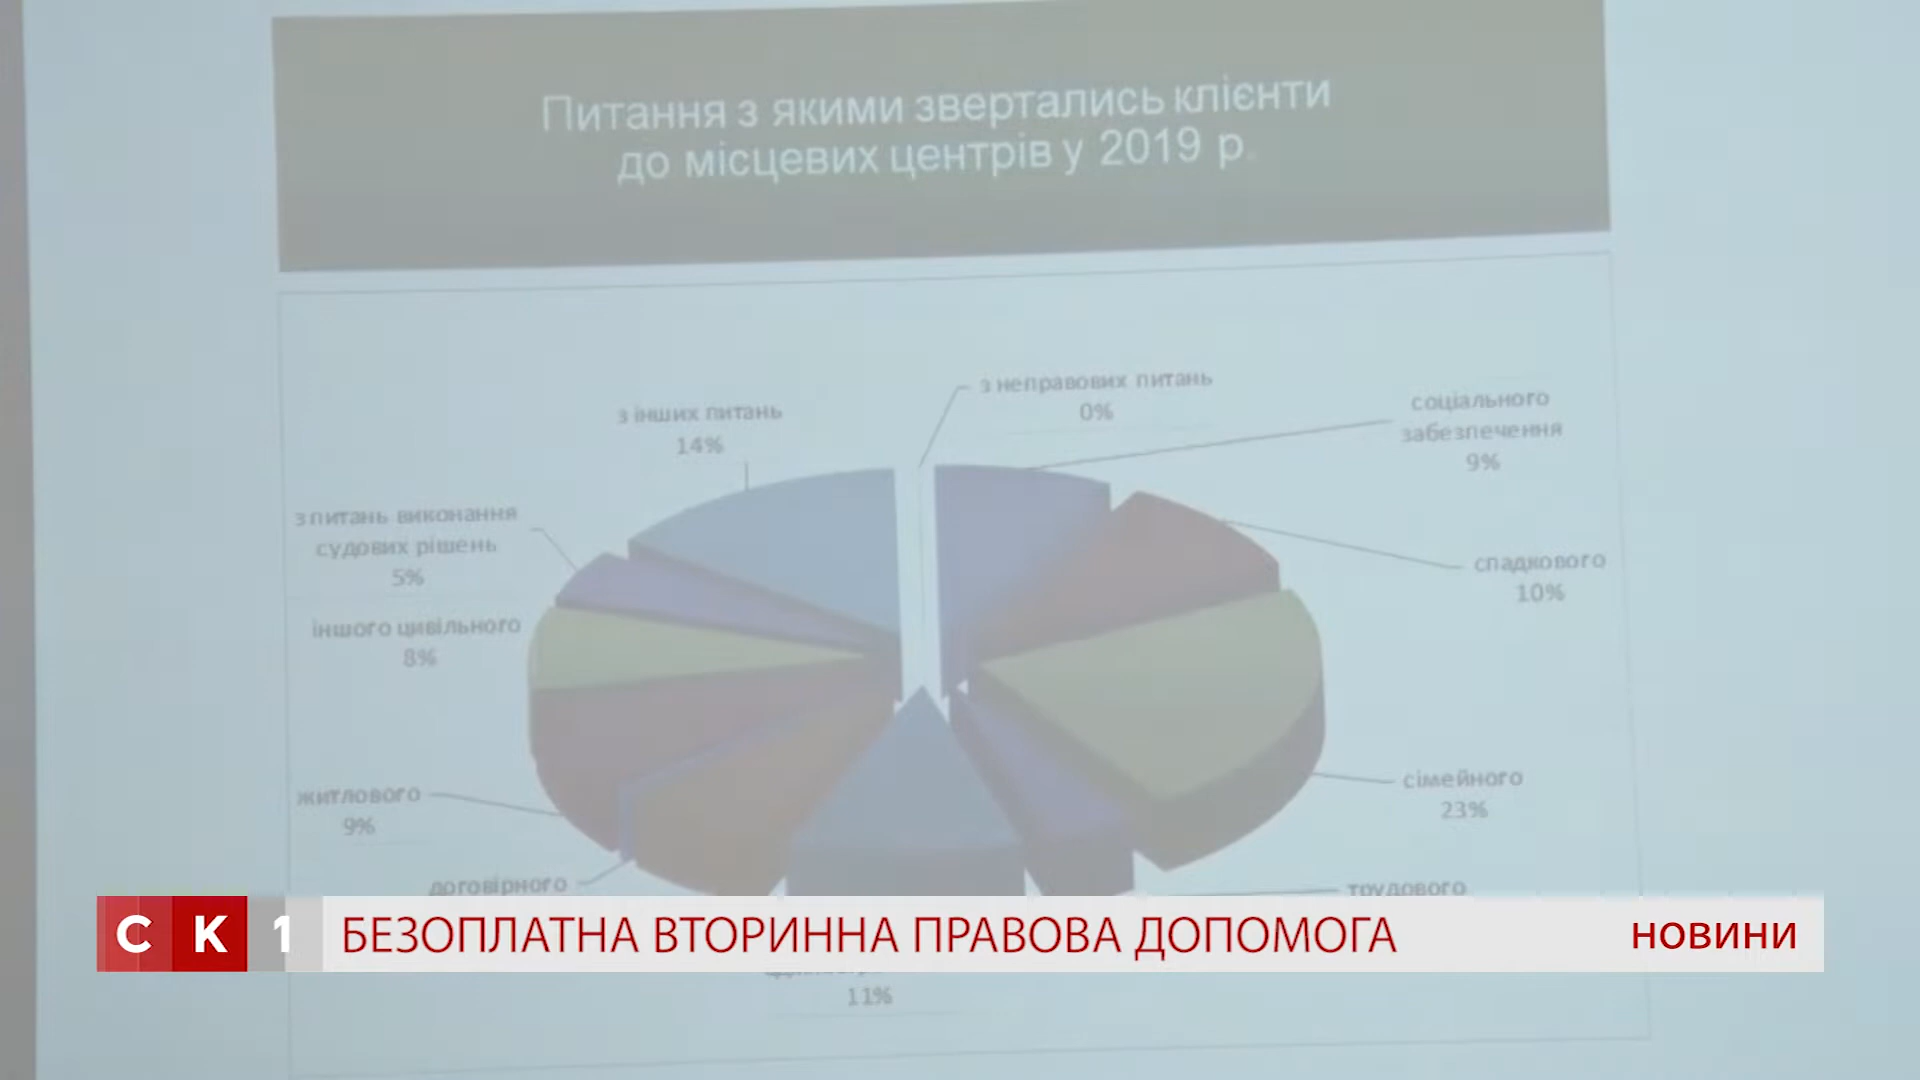 Питання з якими звертались клієнти
до місцевих центрів у 2019 р.
з неправових питань
0%
соціального
забезпечення
9%
з інших питань
14%
з питань виконання
судових рішень
5%
спадкового
10%
іншого цивільного
8%
сімейного
23%
житлового
9%
договірного
трудового
СК1
БЕЗОПЛАТНА ВТОРИННА ПРАВОВА ДОПОМОГА
НОВИНИ
11%